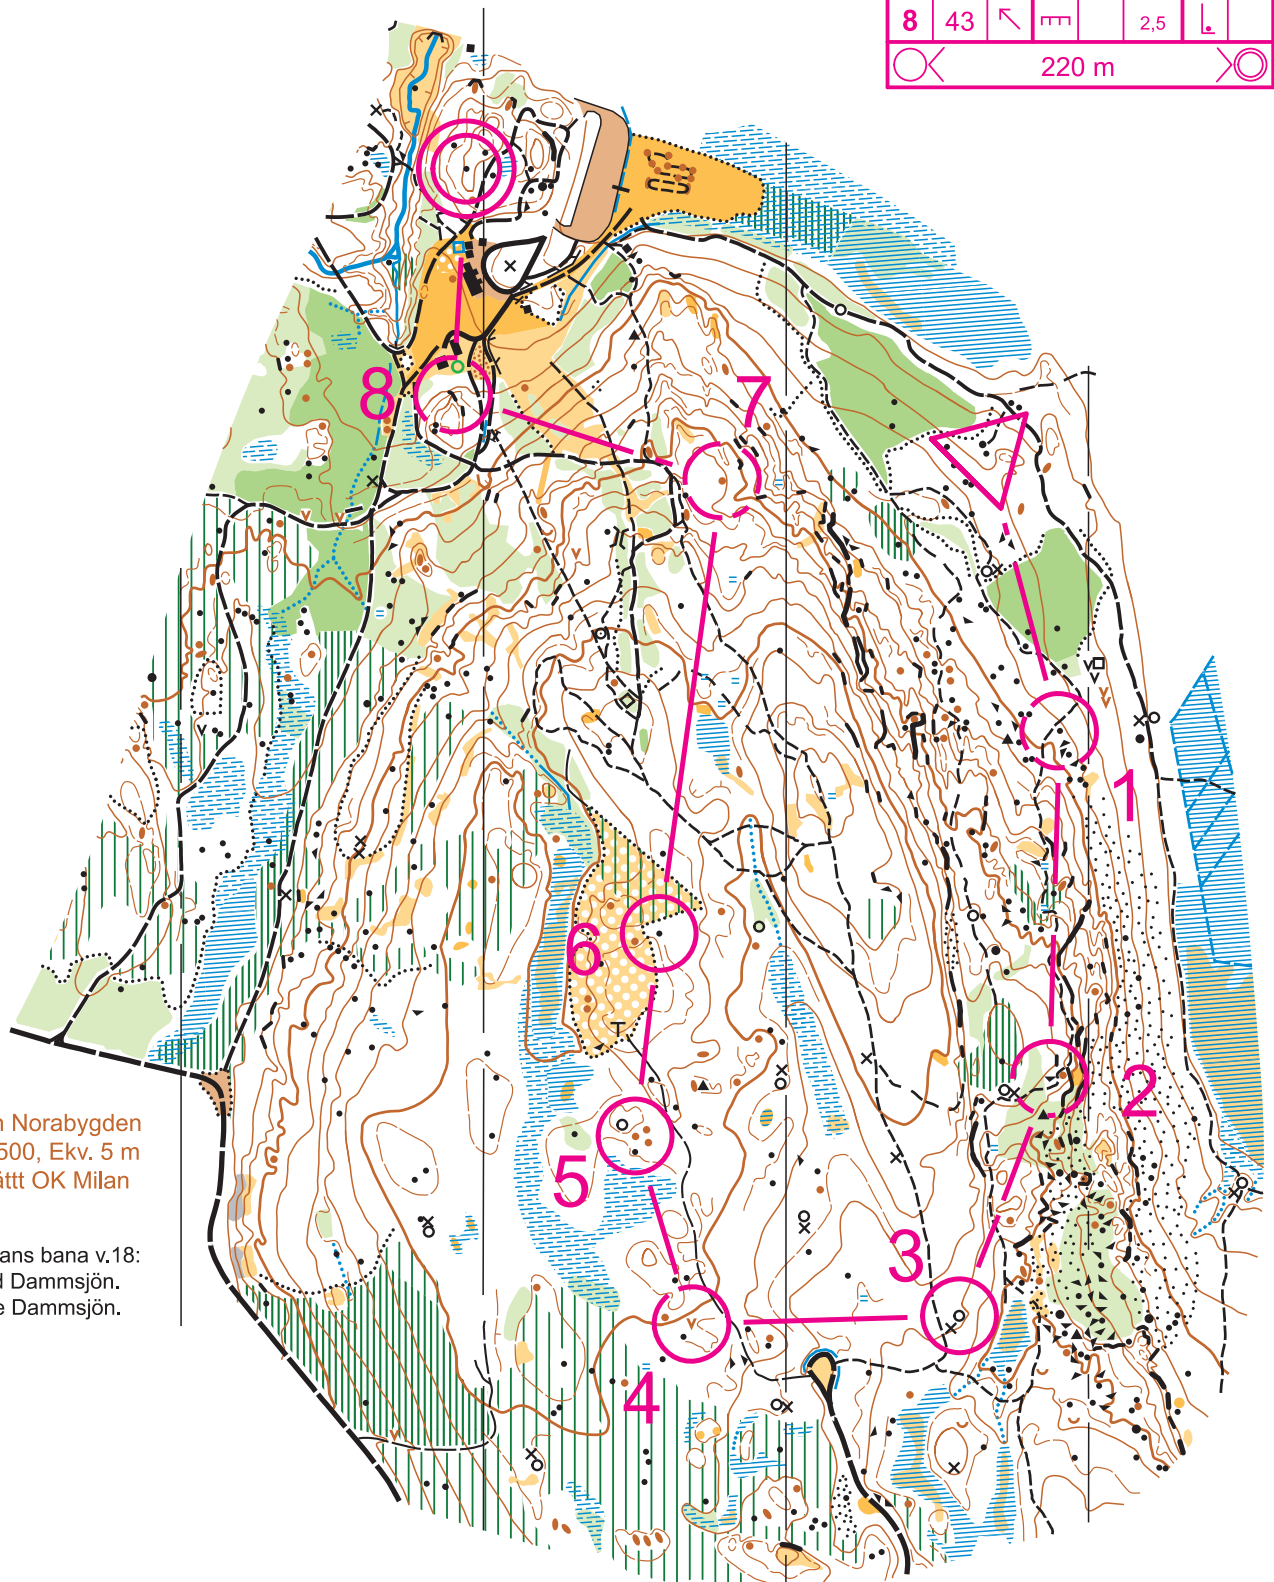 8 43 2,5
220 m
7
8
1
6
2
5
3
4
n Norabygden
500, Ekv. 5 m
ättt OK Milan
ans bana v.18:
d Dammsjön.
e Dammsjön.